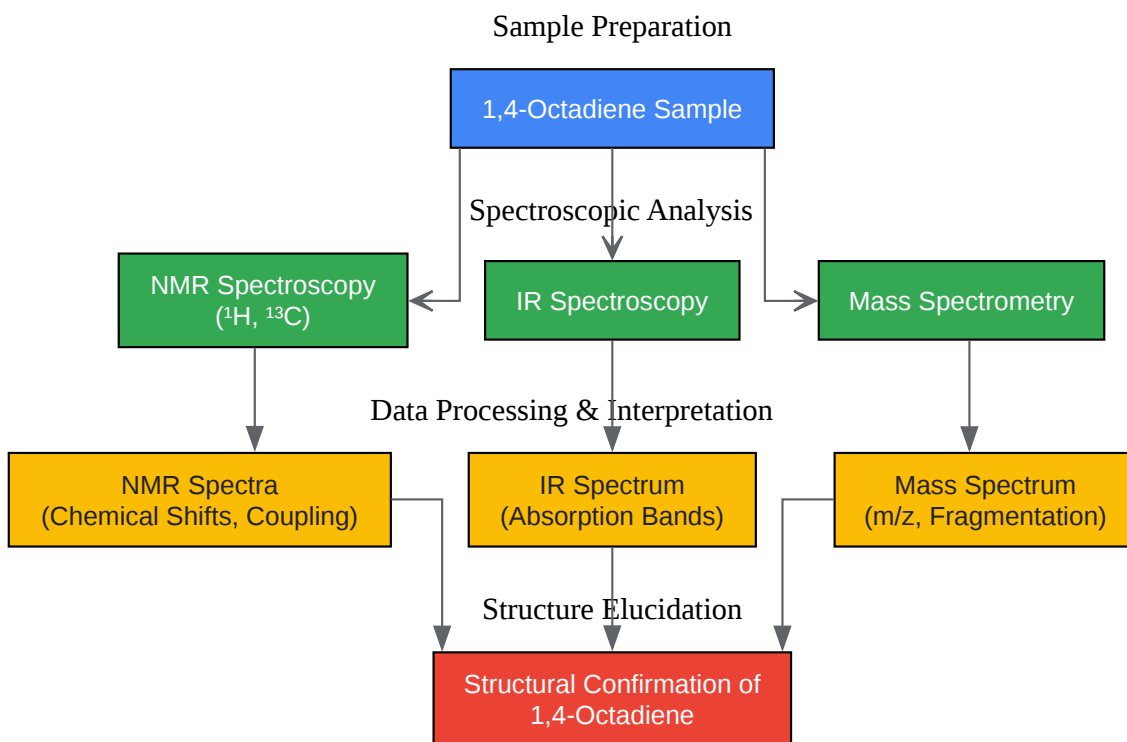 Sample Preparation
1,4-Octadiene Sample
Spectroscopic Analysis
NMR Spectroscopy
(¹H, ¹³C)
IR Spectroscopy
Mass Spectrometry
Data Processing & Interpretation
NMR Spectra
(Chemical Shifts, Coupling)
IR Spectrum
(Absorption Bands)
Mass Spectrum
(m/z, Fragmentation)
Structure Elucidation
Structural Confirmation of
1,4-Octadiene